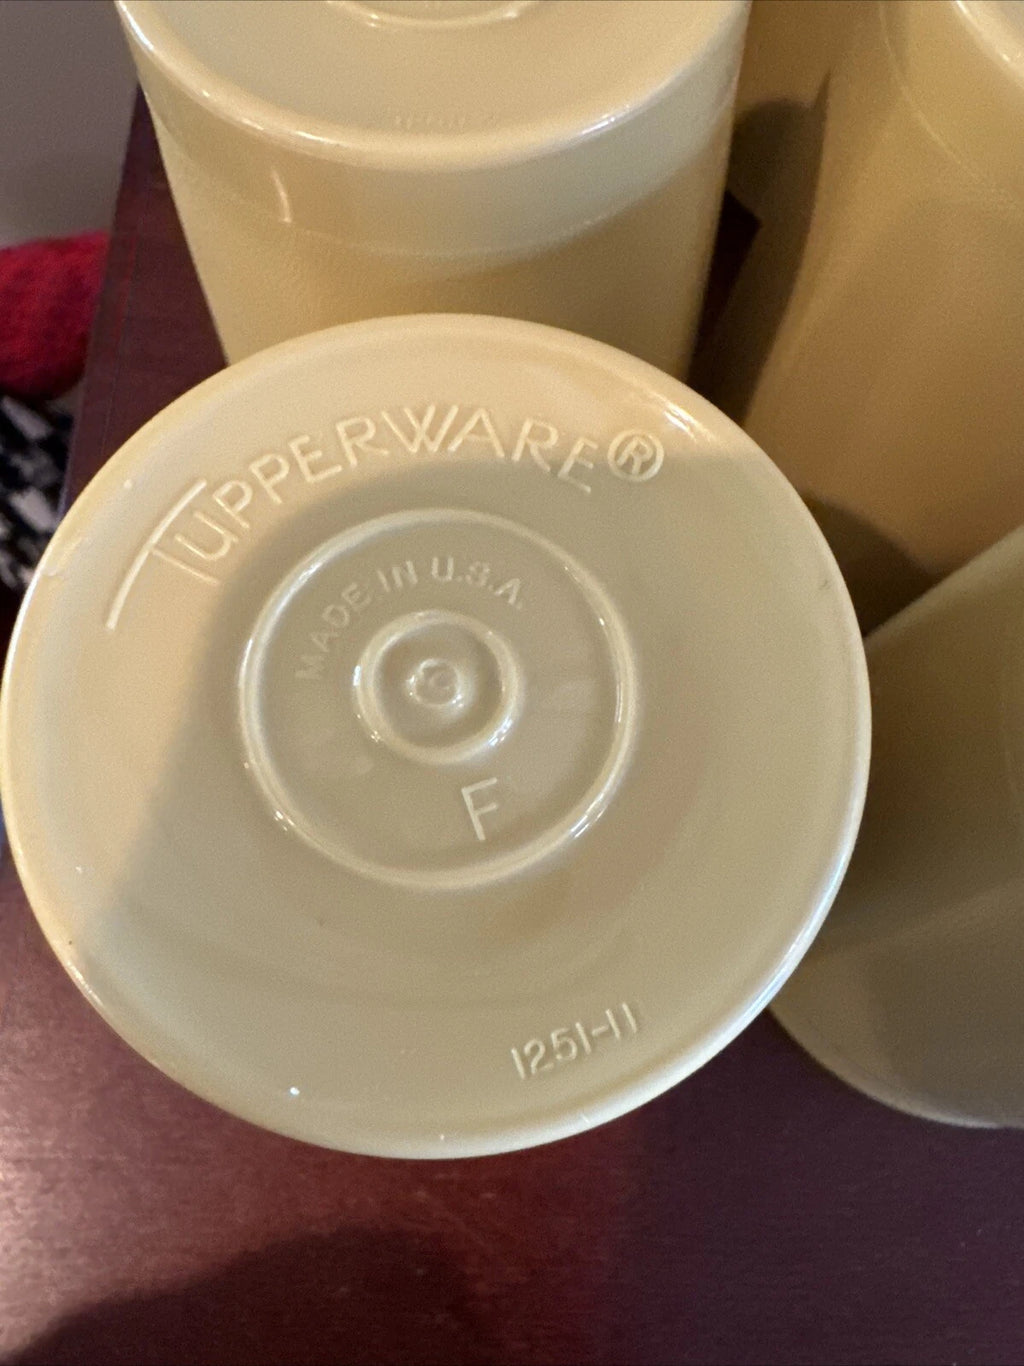 TUPPERWARE®
MADE IN U.S.A.
F
1251-11